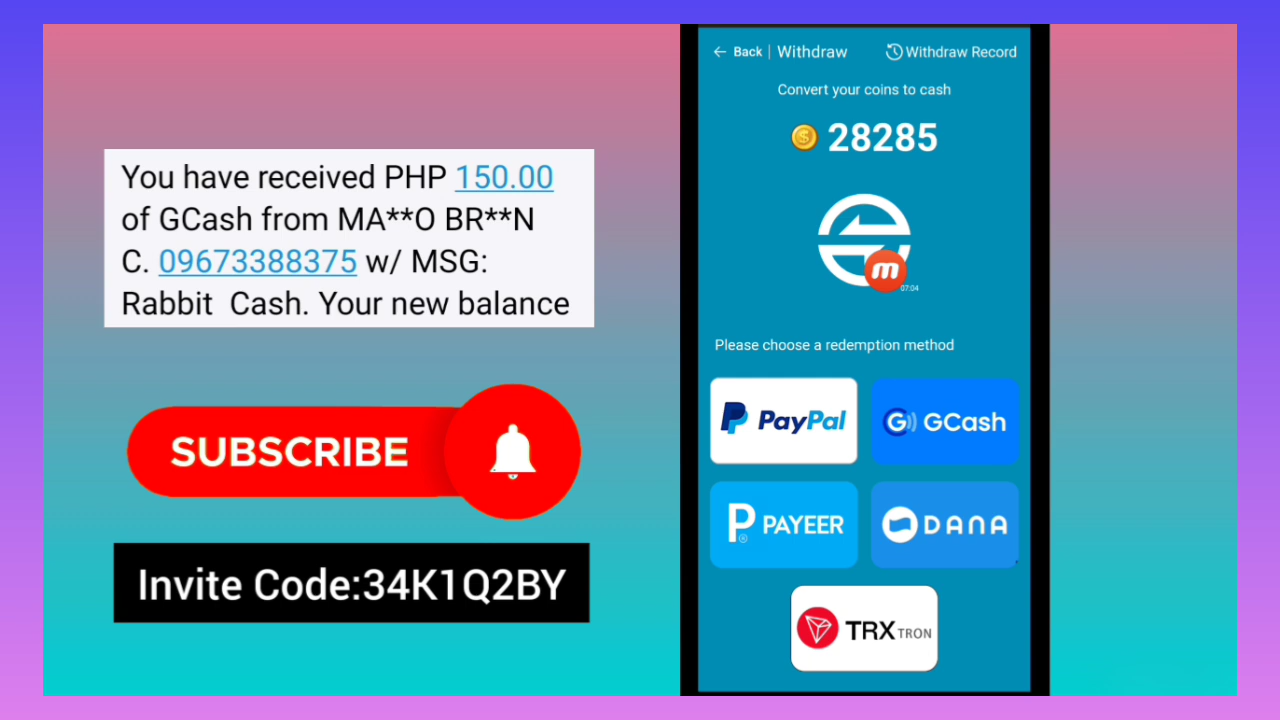 You have received PHP 150.00
of GCash from MA**O BR**N
C. 09673388375 w/ MSG:
Rabbit  Cash. Your new balance
SUBSCRIBE
Invite Code:34K1Q2BY
← Back | Withdraw
Withdraw Record
Convert your coins to cash
28285
m
07:04
Please choose a redemption method
PayPal
G GCash
PAYEER
DANA
TRX TRON